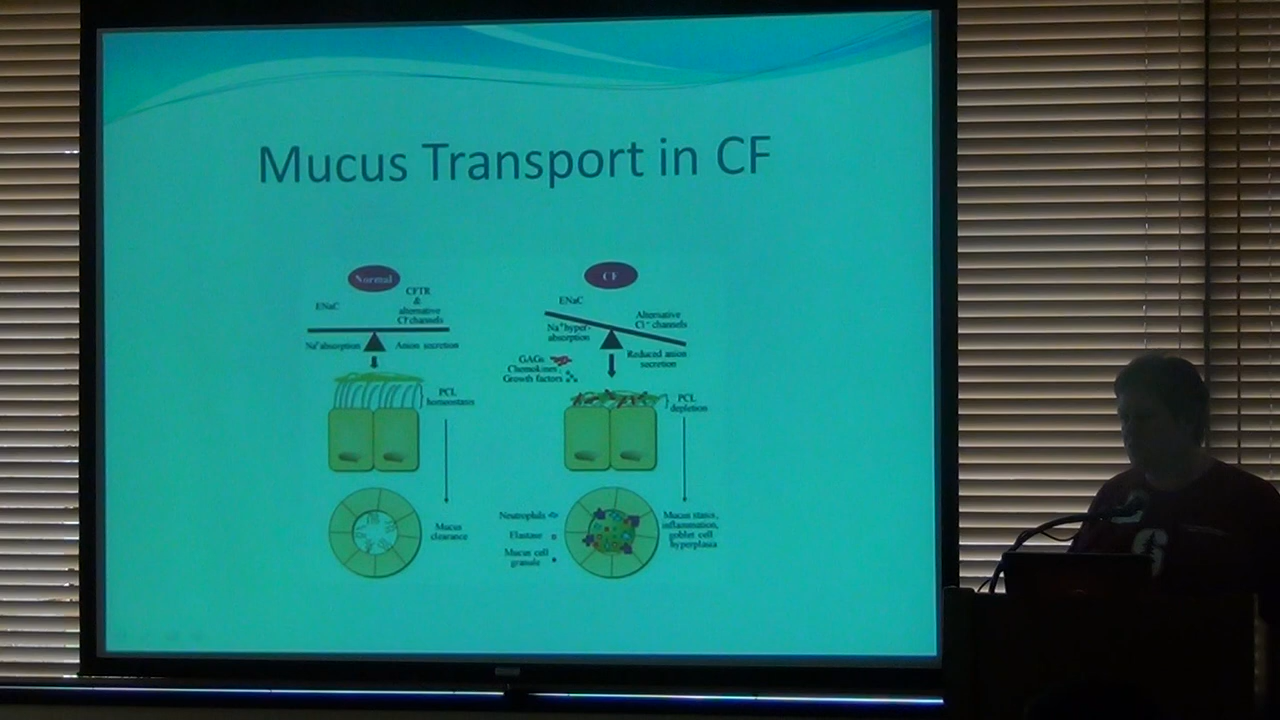 Mucus Transport in CF
Normal
ENaC
CFTR
&
alternative
Cl⁻ channels
Na⁺ absorption
Anion secretion
PCL
homeostasis
Mucus
clearance
CF
ENaC
Alternative
Cl⁻ channels
Na⁺ hyper-
absorption
Reduced anion
secretion
GAGs
Chemokines,
Growth factors
PCL
depletion
Neutrophils
Elastase
Mucus cell
granule
Mucus stasis,
inflammation,
goblet cell
hyperplasia